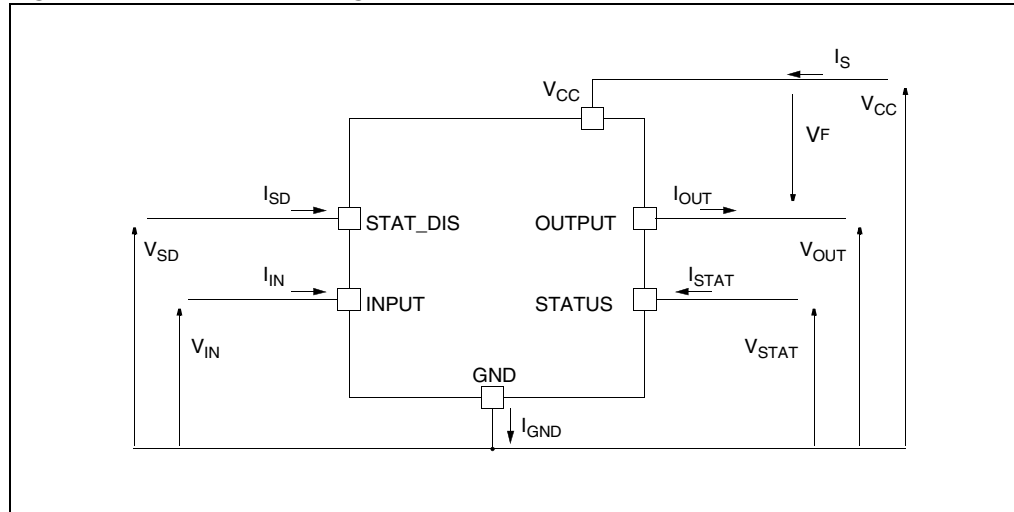 I_S
V_CC
V_CC
V_F
I_SD
I_OUT
STAT_DIS
OUTPUT
V_SD
V_OUT
I_IN
I_STAT
INPUT
STATUS
V_IN
V_STAT
GND
I_GND